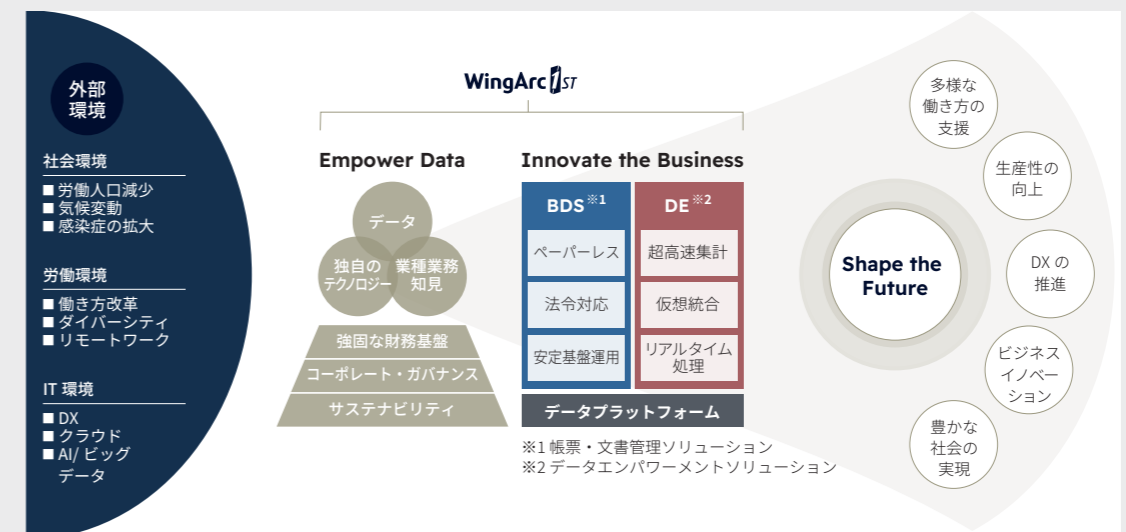 外部
環境
社会環境
■ 労働人口減少
■ 気候変動
■ 感染症の拡大
労働環境
■ 働き方改革
■ ダイバーシティ
■ リモートワーク
IT 環境
■ DX
■ クラウド
■ AI/ ビッグ
データ
WingArc 1ST
Empower Data
データ
独自の
テクノロジー
業種業務
知見
強固な財務基盤
コーポレート・ガバナンス
サステナビリティ
Innovate the Business
BDS ※1
ペーパーレス
法令対応
安定基盤運用
DE ※2
超高速集計
仮想統合
リアルタイム
処理
データプラットフォーム
※1 帳票・文書管理ソリューション
※2 データエンパワーメントソリューション
Shape the
Future
多様な
働き方の
支援
生産性の
向上
DX の
推進
ビジネス
イノベー
ション
豊かな
社会の
実現